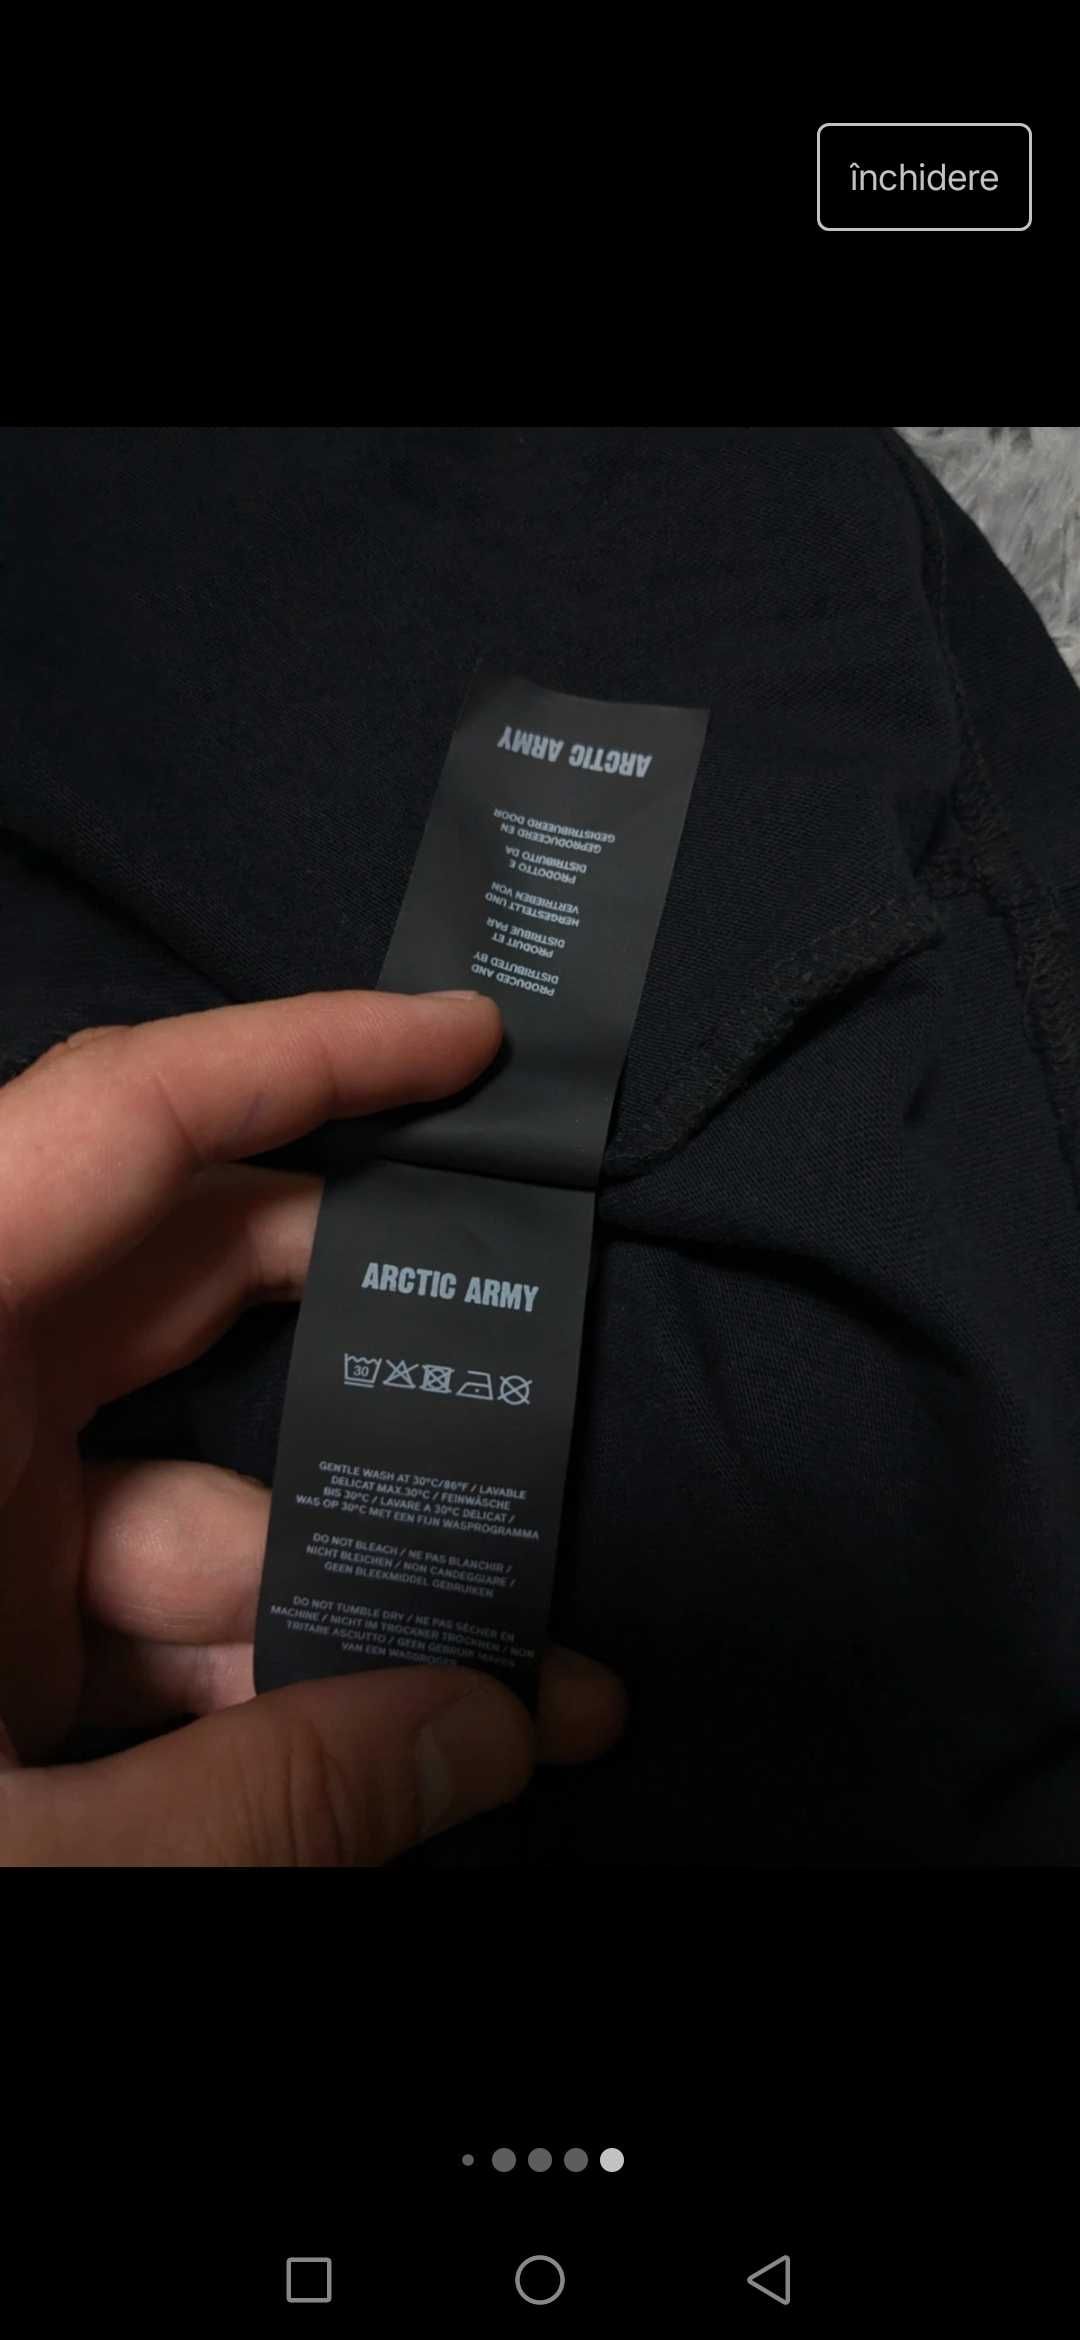 închidere
ARCTIC ARMY
GEDISTRIBUEERD DOOR
GEPRODUCEERD EN
DISTRIBUITO DA
PRODOTTO E
VERTRIEBEN VON
HERGESTELLT UND
DISTRIBUE PAR
PRODUIT ET
DISTRIBUTED BY
PRODUCED AND
ARCTIC ARMY
30
GENTLE WASH AT 30°C/86°F / LAVABLE
DELICAT MAX.30°C / FEINWÄSCHE
BIS 30°C / LAVARE A 30°C DELICAT /
WAS OP 30°C MET EEN FIJN WASPROGRAMMA
DO NOT BLEACH / NE PAS BLANCHIR /
NICHT BLEICHEN / NON CANDEGGIARE /
GEEN BLEEKMIDDEL GEBRUIKEN
DO NOT TUMBLE DRY / NE PAS SÉCHER EN
MACHINE / NICHT IM TROCKNER TROCKNEN / NON
TRITARE ASCIUTTO / GEEN GEBRUIK MAKEN
VAN EEN WASDROGER